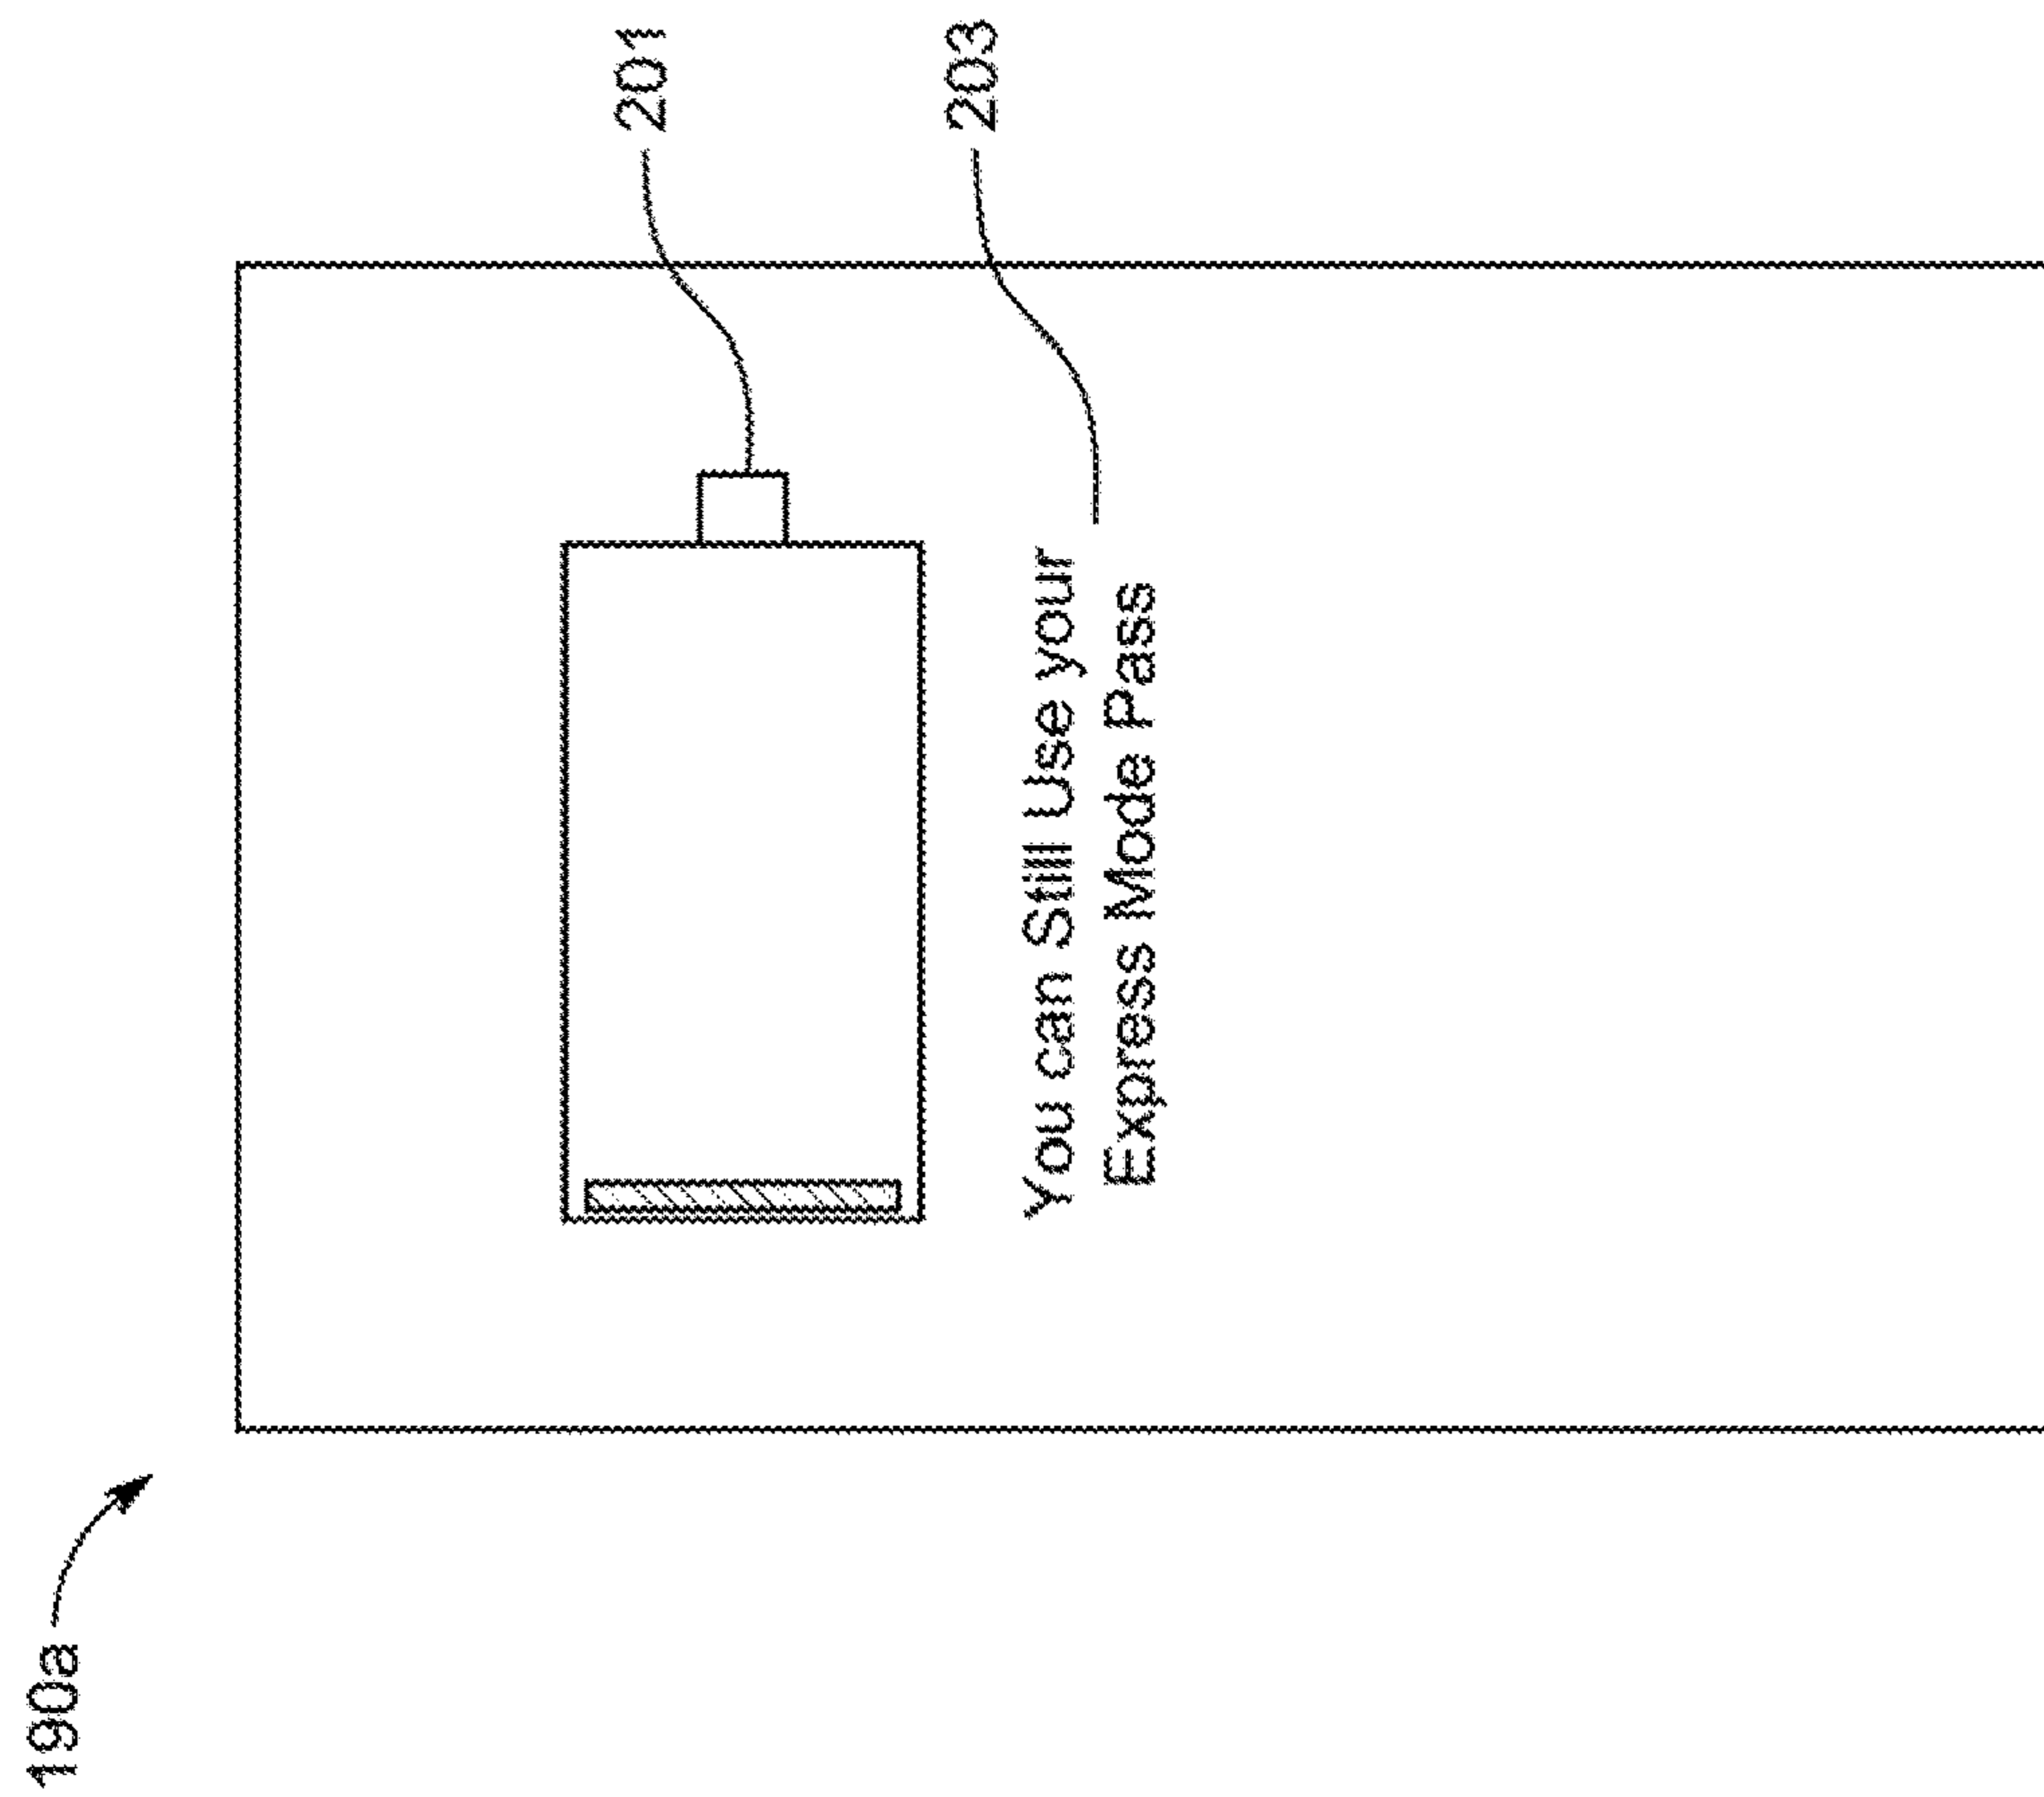 190a
201
203
You can Still Use your
Express Mode Pass